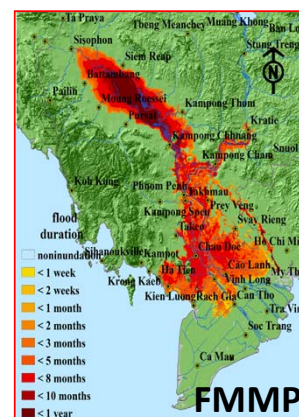 Ta Praya
Tbeng Meanchey
Muang Khong
Ban Lo
Sisophon
Stung Treng
Siem Reap
N
Battambang
Moung Roessei
Pailin
Kampong Thom
Pursat
Kratie
Kampong Chhnang
Snuol
Kampong Cham
Koh Kong
Phnom Penh
Takhmau
Prey Veng
Kampong Speu
flood
Svay Rieng
duration
Takeo
Ho Chi Mi
Sihanoukville
Kampot
Chau Doc
noninundation
Ha Tien
Cao Lanh
My Th
< 1 week
Krong Kaeb
Vinh Long
< 2 weeks
Kien Luong
Rach Gia
Can Tho
< 1 month
Tra Vin
< 2 months
Soc Trang
< 3 months
< 5 months
Ca Mau
< 8 months
< 10 months
< 1 year
FMMP